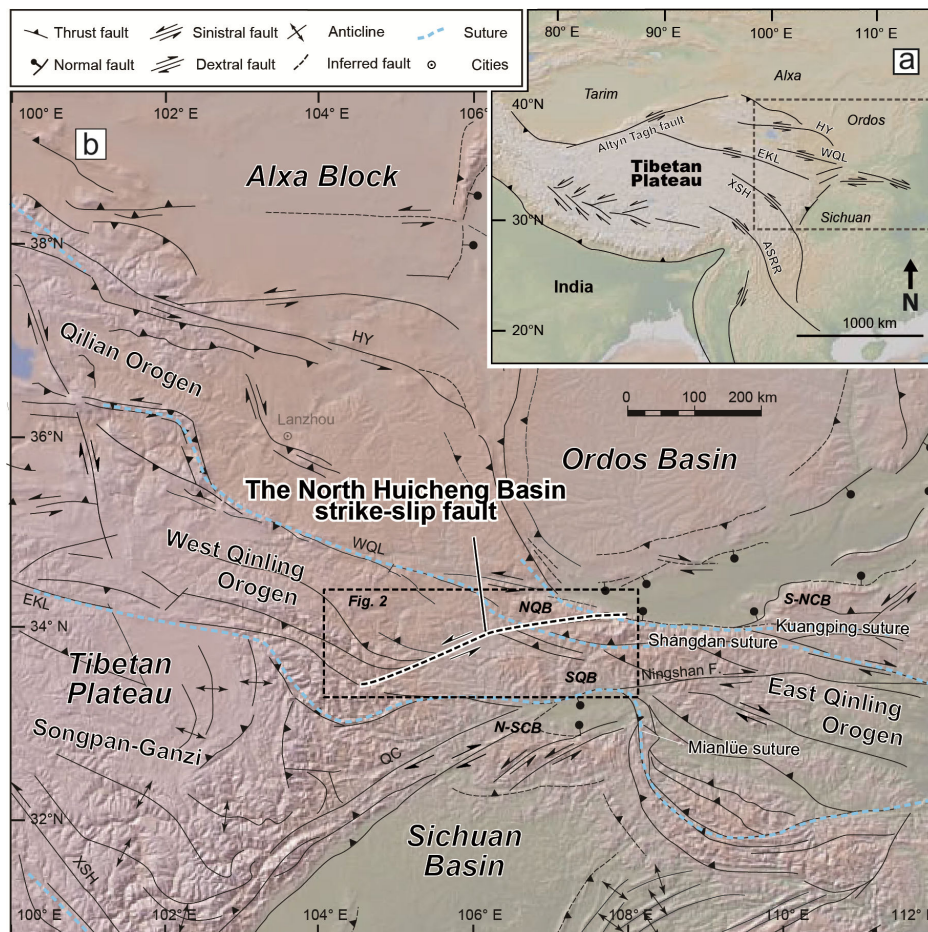 Thrust fault
Sinistral fault
Anticline
Suture
Normal fault
Dextral fault
Inferred fault
Cities
80° E
90° E
100° E
110° E
a
40°N
30°N
20°N
Tarim
Alxa
Ordos
Altyn Tagh fault
HY
WQL
EKL
Tibetan
Plateau
XSH
Sichuan
ASRR
India
N
1000 km
100° E
102° E
104° E
106°
b
Alxa Block
38°N
HY
Qilian Orogen
Lanzhou
0
100
200 km
36°N
Ordos Basin
The North Huicheng Basin
strike-slip fault
WQL
West Qinling
Orogen
EKL
Fig. 2
NQB
S-NCB
Kuangping suture
34° N
Shangdan suture
Tibetan
Plateau
SQB
Ningshan F.
East Qinling
Orogen
Songpan-Ganzi
N-SCB
QC
Mianlüe suture
32°N
Sichuan
Basin
XSH
100° E
102° E
104° E
106° E
108° E
110° E
112° E